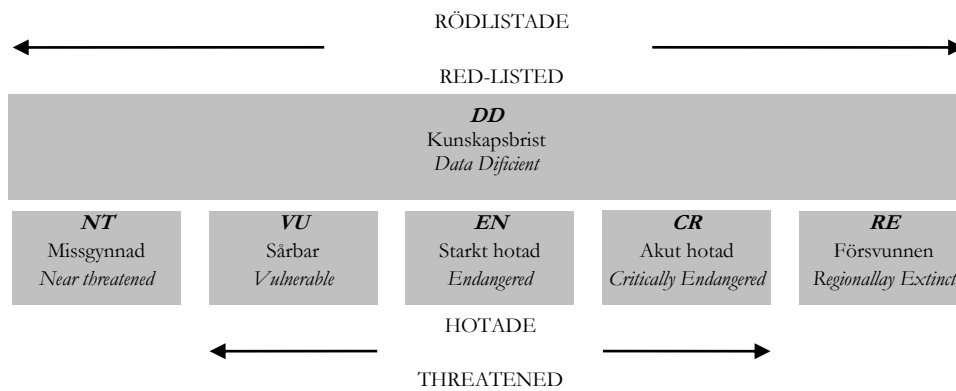 RÖDLISTADE
RED-LISTED
DD
Kunskapsbrist
Data Dificient
NT
Missgynnad
Near threatened
VU
Sårbar
Vulnerable
EN
Starkt hotad
Endangered
CR
Akut hotad
Critically Endangered
RE
Försvunnen
Regionallay Extinct
HOTADE
THREATENED